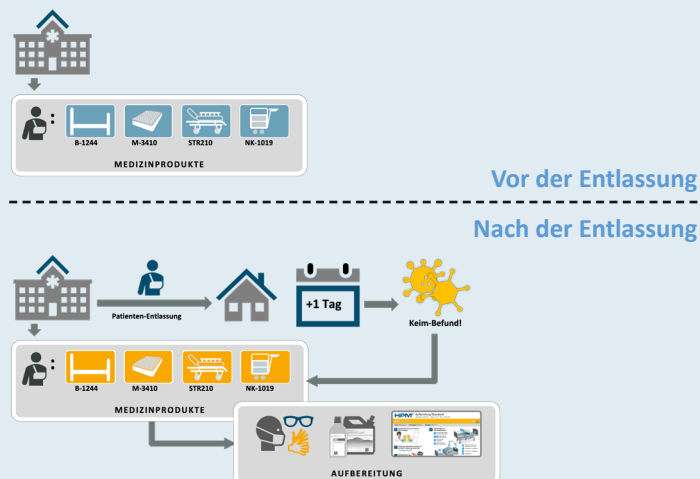 :
B-1244 M-3410 STR210 NK-1019
MEDIZINPRODUKTE
Vor der Entlassung
Nach der Entlassung
+1 Tag
Patienten-Entlassung
Keim-Befund!
:
B-1244 M-3410 STR210 NK-1019
MEDIZINPRODUKTE
HPM
AUFBEREITUNG